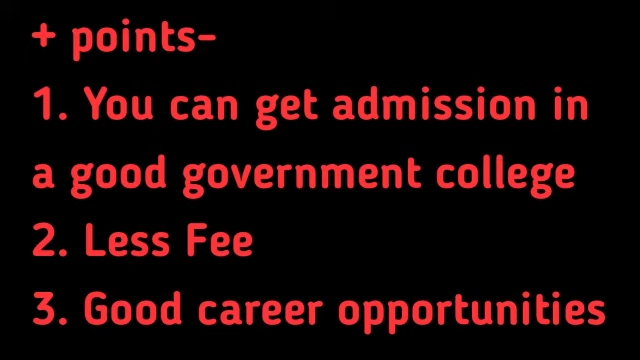 + points-
1. You can get admission in
a good government college
2. Less Fee
3. Good career opportunities